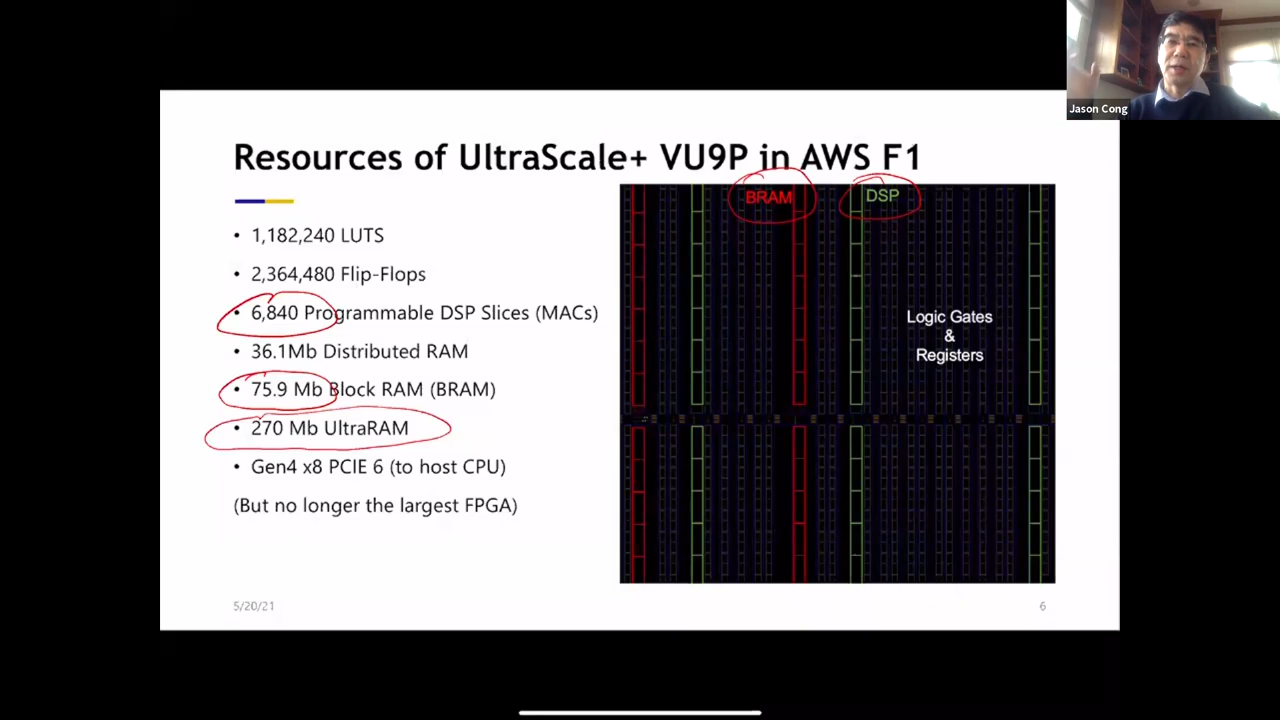 Jason Cong
Resources of UltraScale+ VU9P in AWS F1
• 1,182,240 LUTS
• 2,364,480 Flip-Flops
• 6,840 Programmable DSP Slices (MACs)
• 36.1Mb Distributed RAM
• 75.9 Mb Block RAM (BRAM)
• 270 Mb UltraRAM
• Gen4 x8 PCIE 6 (to host CPU)
(But no longer the largest FPGA)
BRAM
DSP
Logic Gates
&
Registers
5/20/21
6